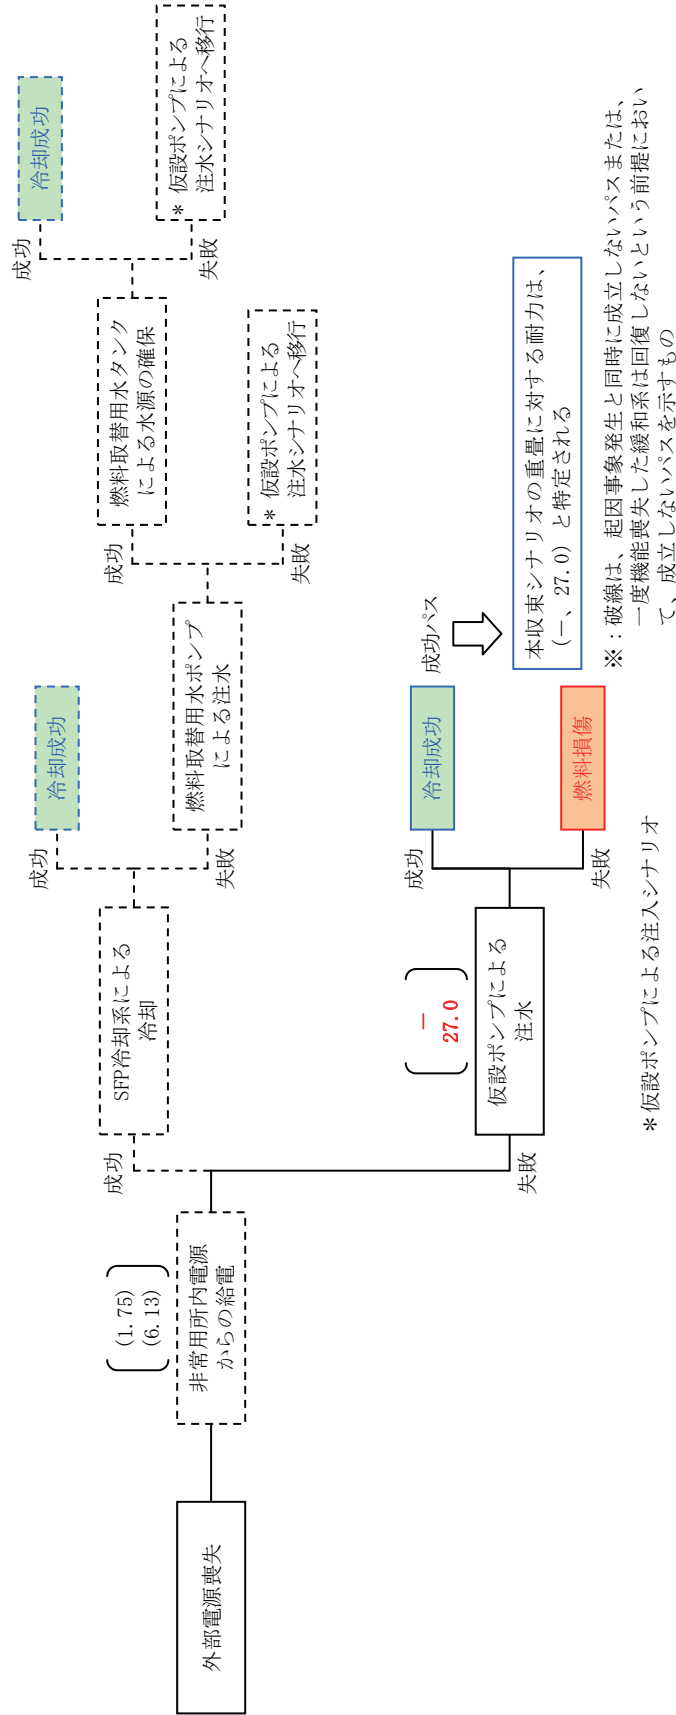 外部電源喪失
(1.75)
(6.13)
非常用所内電源
からの給電
成功
SFP冷却系による
冷却
成功
冷却成功
失敗
燃料取替用水ポンプ
による注水
成功
燃料取替用水タンク
による水源の確保
成功
冷却成功
失敗
* 仮設ポンプによる
注水シナリオへ移行
失敗
* 仮設ポンプによる
注水シナリオへ移行
失敗
－
27.0
仮設ポンプによる
注水
成功
冷却成功
成功パス
失敗
燃料損傷
本収束シナリオの重畳に対する耐力は、
(－、27.0) と特定される
*仮設ポンプによる注入シナリオ
※：破線は、起因事象発生と同時に成立しないパスまたは、
一度機能喪失した緩和系は回復しないという前提におい
て、成立しないパスを示すもの